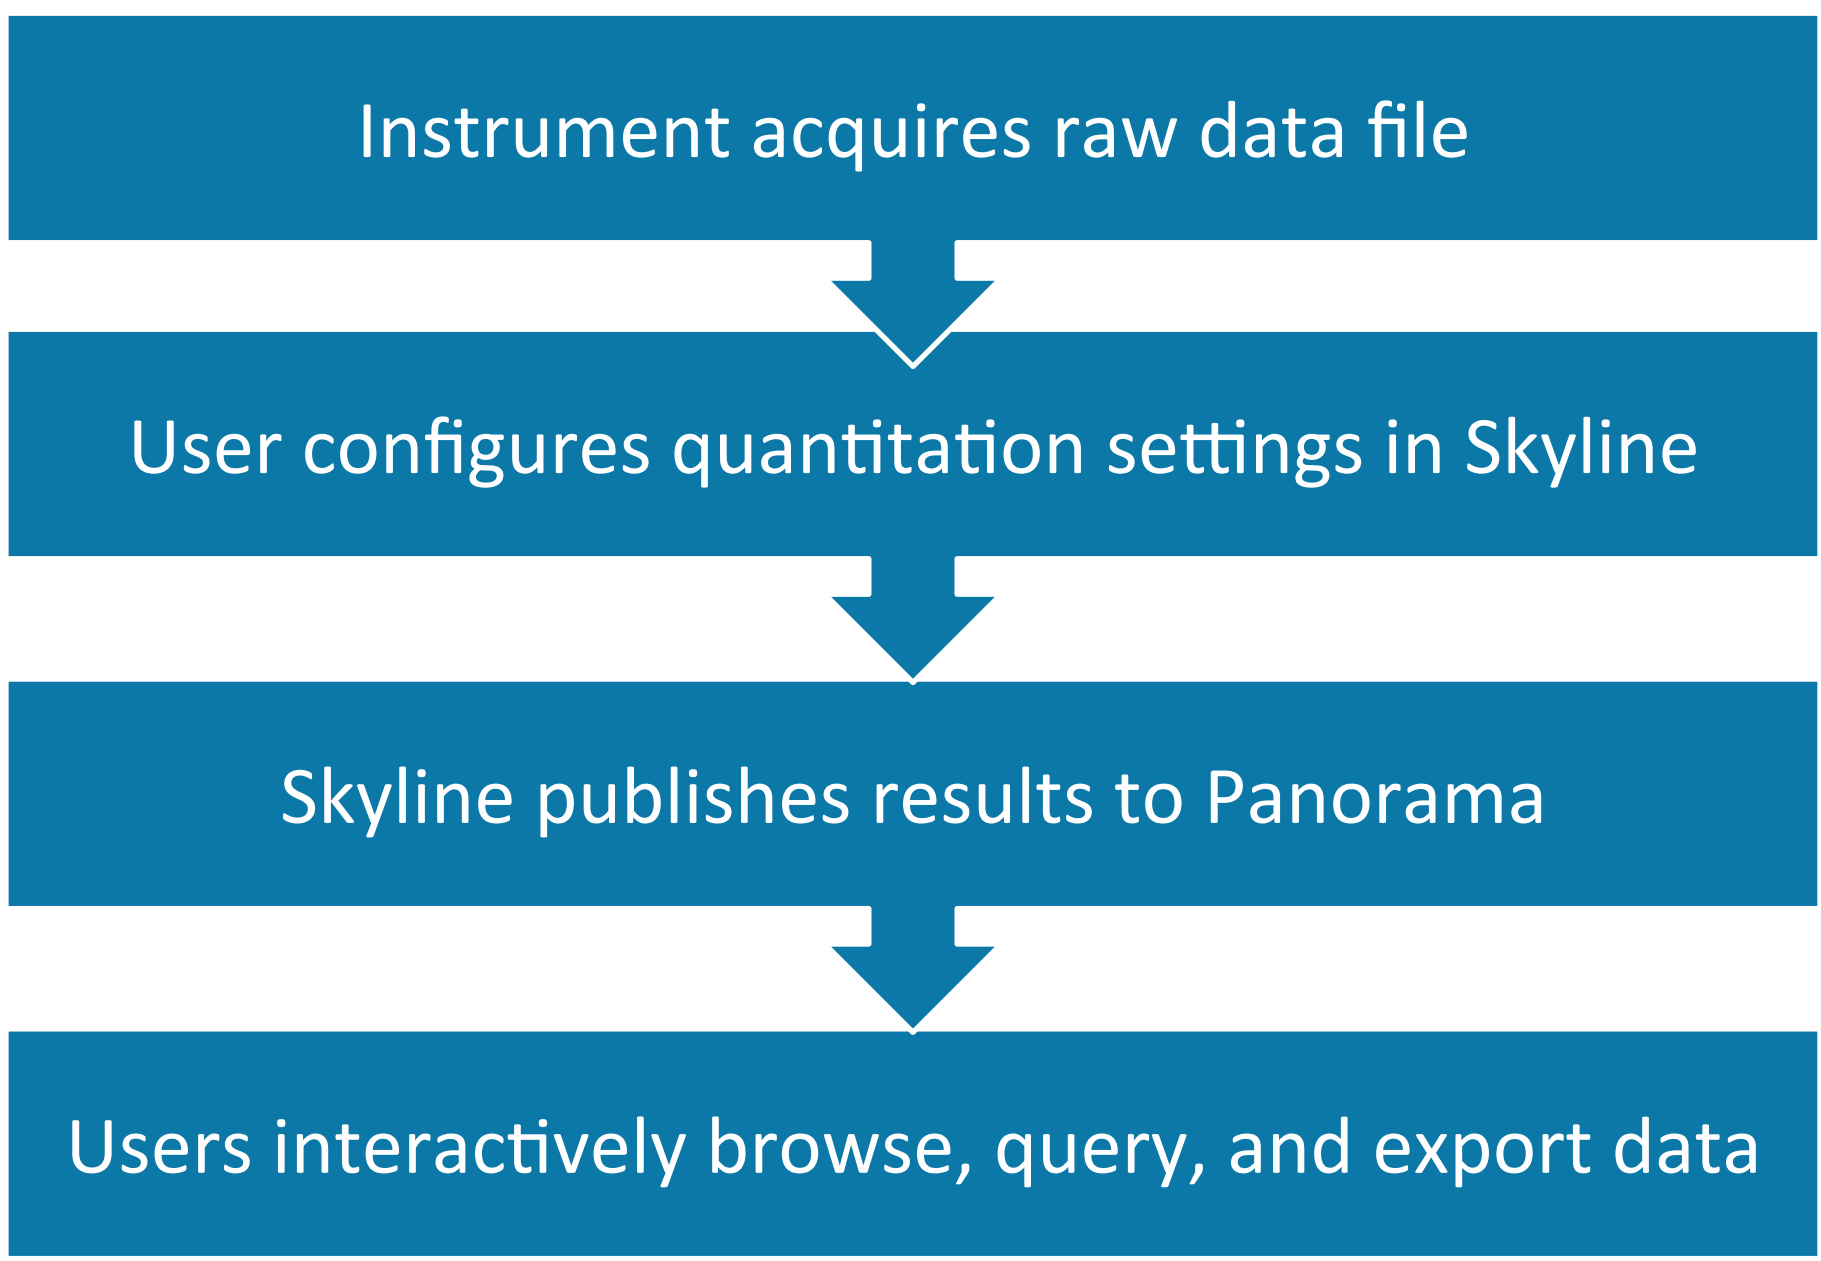 Instrument acquires raw data file
User configures quantitation settings in Skyline
Skyline publishes results to Panorama
Users interactively browse, query, and export data